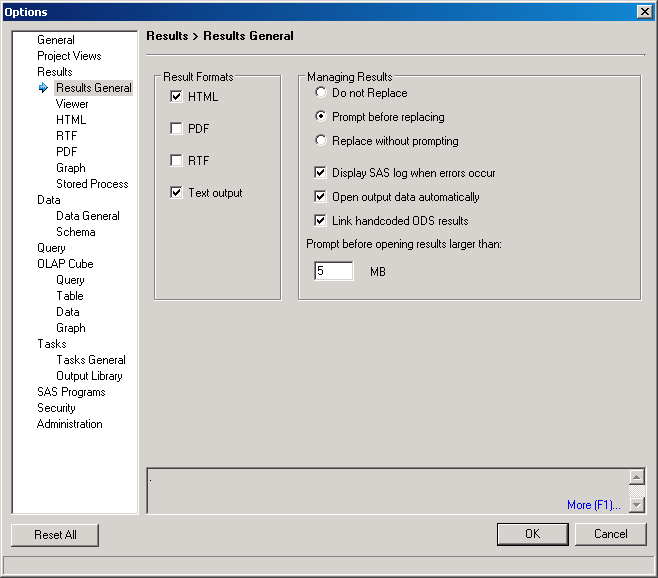 Options
General
Project Views
Results
Results General
Viewer
HTML
RTF
PDF
Graph
Stored Process
Data
Data General
Schema
Query
OLAP Cube
Query
Table
Data
Graph
Tasks
Tasks General
Output Library
SAS Programs
Security
Administration
Results > Results General
Result Formats
HTML
PDF
RTF
Text output
Managing Results
Do not Replace
Prompt before replacing
Replace without prompting
Display SAS log when errors occur
Open output data automatically
Link handcoded ODS results
Prompt before opening results larger than:
5 MB
.
More (F1)...
Reset All
OK
Cancel